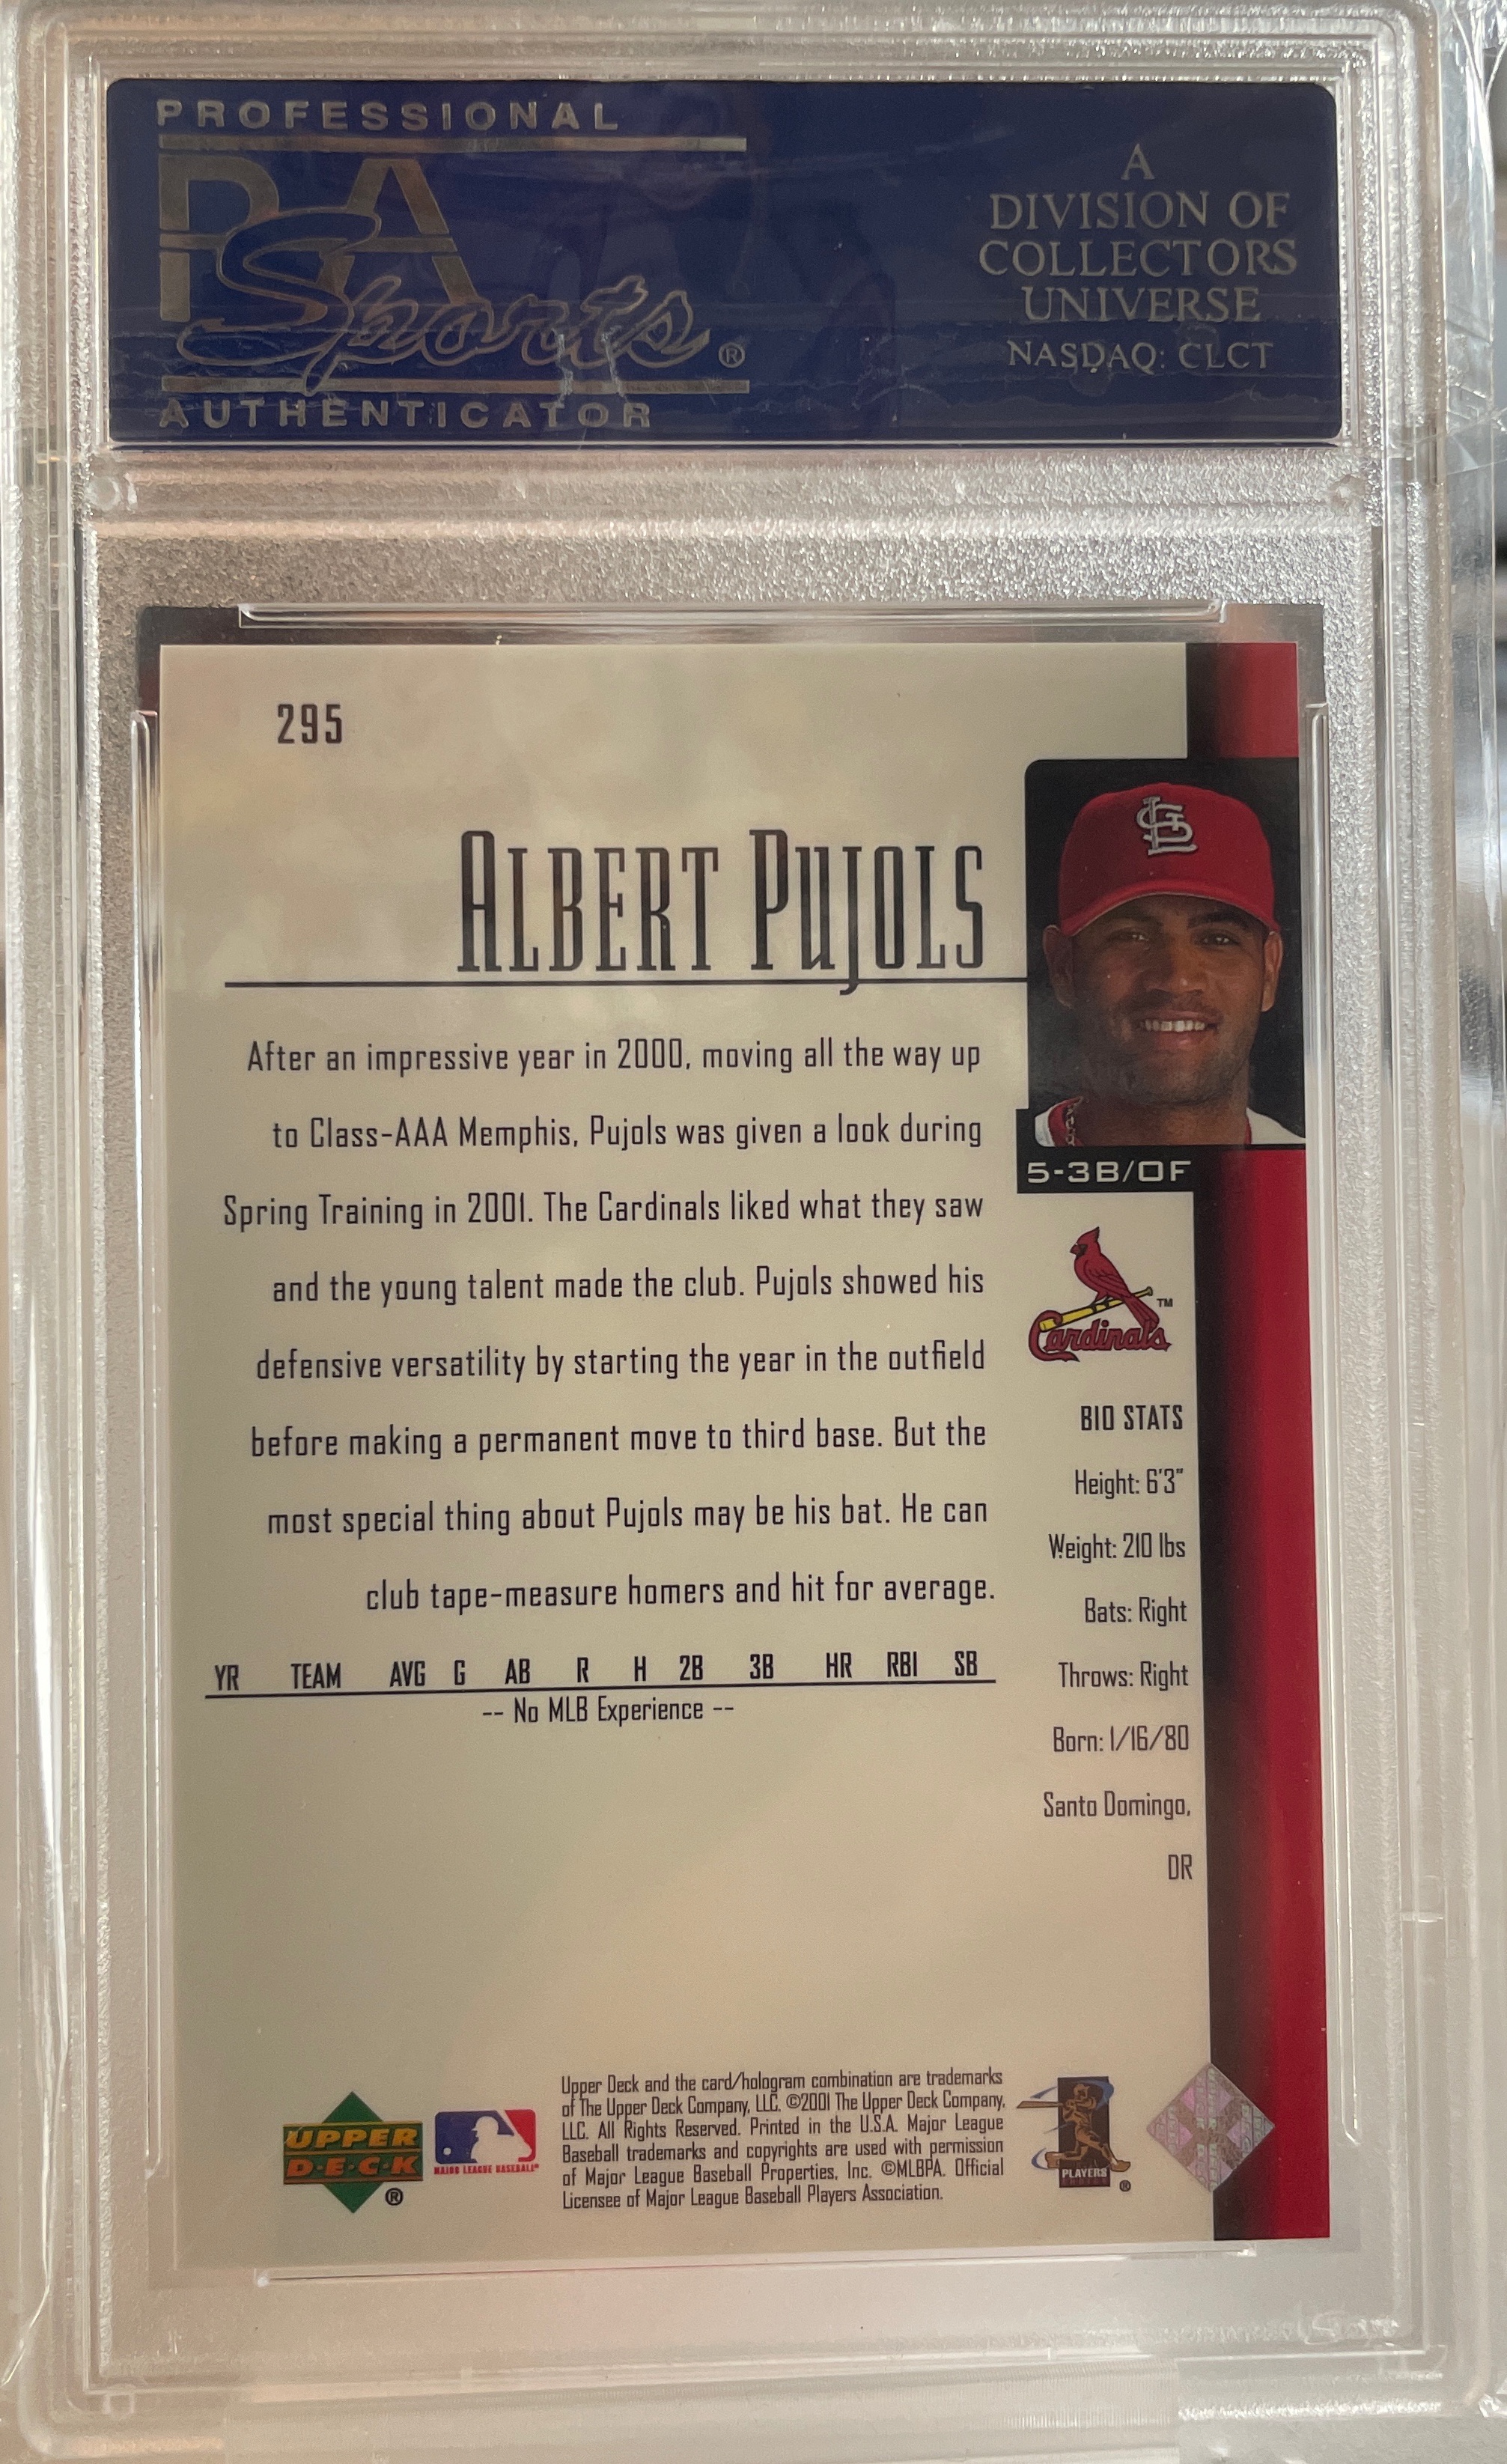 PROFESSIONAL
PSA
Sports®
AUTHENTICATOR
A
DIVISION OF
COLLECTORS
UNIVERSE
NASDAQ: CLCT
295
ALBERT PUJOLS
After an impressive year in 2000, moving all the way up
to Class-AAA Memphis, Pujols was given a look during
Spring Training in 2001. The Cardinals liked what they saw
and the young talent made the club. Pujols showed his
defensive versatility by starting the year in the outfield
before making a permanent move to third base. But the
most special thing about Pujols may be his bat. He can
club tape-measure homers and hit for average.
YR TEAM AVG G AB R H 2B 3B HR RBI SB
-- No MLB Experience --
STL
5-3B/OF
Cardinals™
BIO STATS
Height: 6'3"
Weight: 210 lbs
Bats: Right
Throws: Right
Born: 1/16/80
Santo Domingo,
DR
UPPER
D·E·C·K
®
MAJOR LEAGUE BASEBALL®
Upper Deck and the card/hologram combination are trademarks
of The Upper Deck Company, LLC. ©2001 The Upper Deck Company,
LLC. All Rights Reserved. Printed in the U.S.A. Major League
Baseball trademarks and copyrights are used with permission
of Major League Baseball Properties, Inc. ©MLBPA. Official
Licensee of Major League Baseball Players Association.
PLAYERS
®